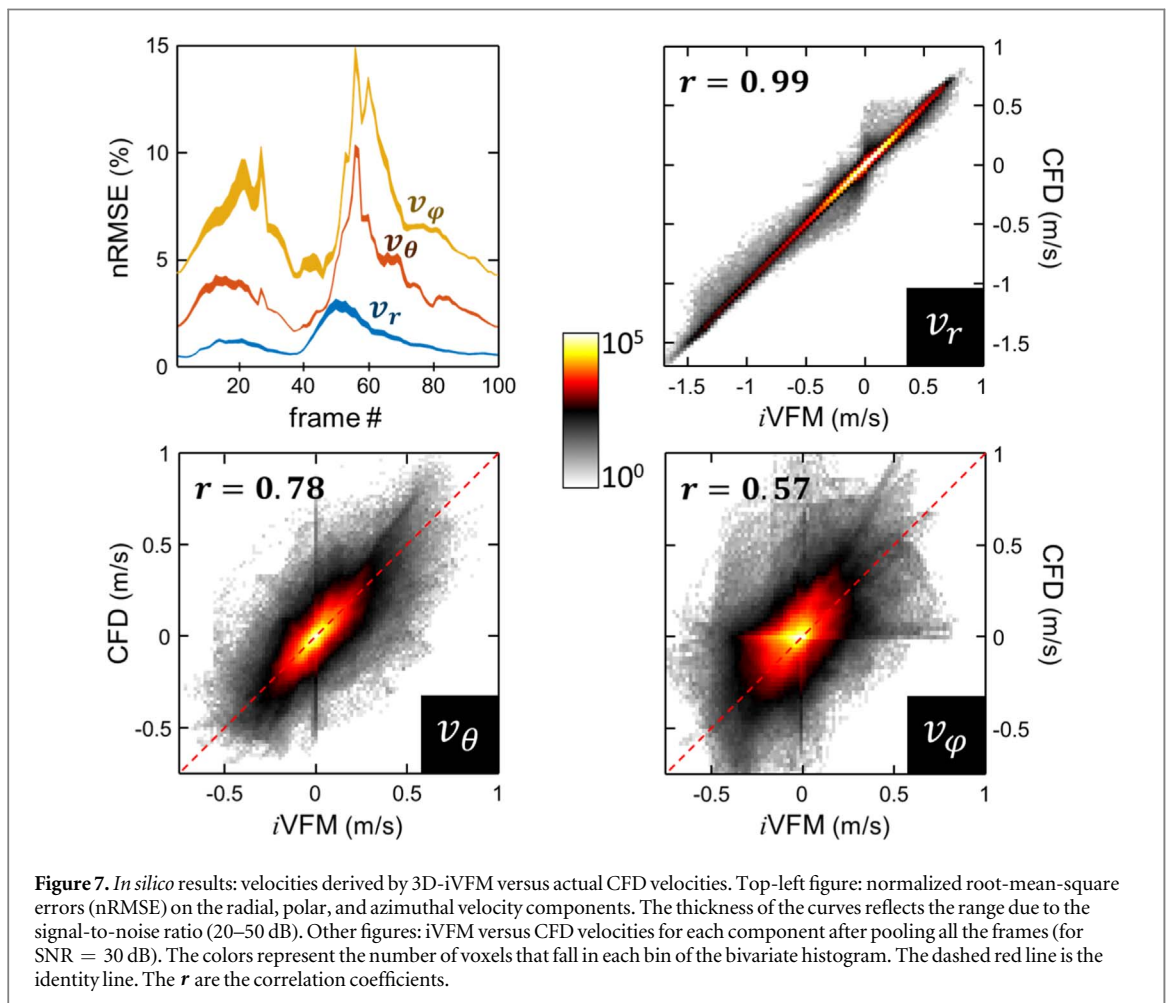 15
10
5
0
nRMSE (%)
20
40
60
80
100
frame #
vφ
vθ
vr
r = 0.99
1
0.5
0
-0.5
-1
-1.5
CFD (m/s)
-1.5
-1
-0.5
0
0.5
1
iVFM (m/s)
vr
10⁵
10⁰
r = 0.78
1
0.5
0
-0.5
CFD (m/s)
-0.5
0
0.5
1
iVFM (m/s)
vθ
r = 0.57
1
0.5
0
-0.5
CFD (m/s)
-0.5
0
0.5
1
iVFM (m/s)
vφ
Figure 7. In silico results: velocities derived by 3D-iVFM versus actual CFD velocities. Top-left figure: normalized root-mean-square
errors (nRMSE) on the radial, polar, and azimuthal velocity components. The thickness of the curves reflects the range due to the
signal-to-noise ratio (20–50 dB). Other figures: iVFM versus CFD velocities for each component after pooling all the frames (for
SNR = 30 dB). The colors represent the number of voxels that fall in each bin of the bivariate histogram. The dashed red line is the
identity line. The r are the correlation coefficients.